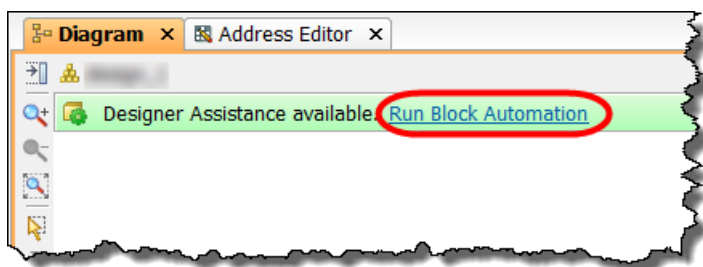 Diagram × Address Editor ×
Designer Assistance available. Run Block Automation